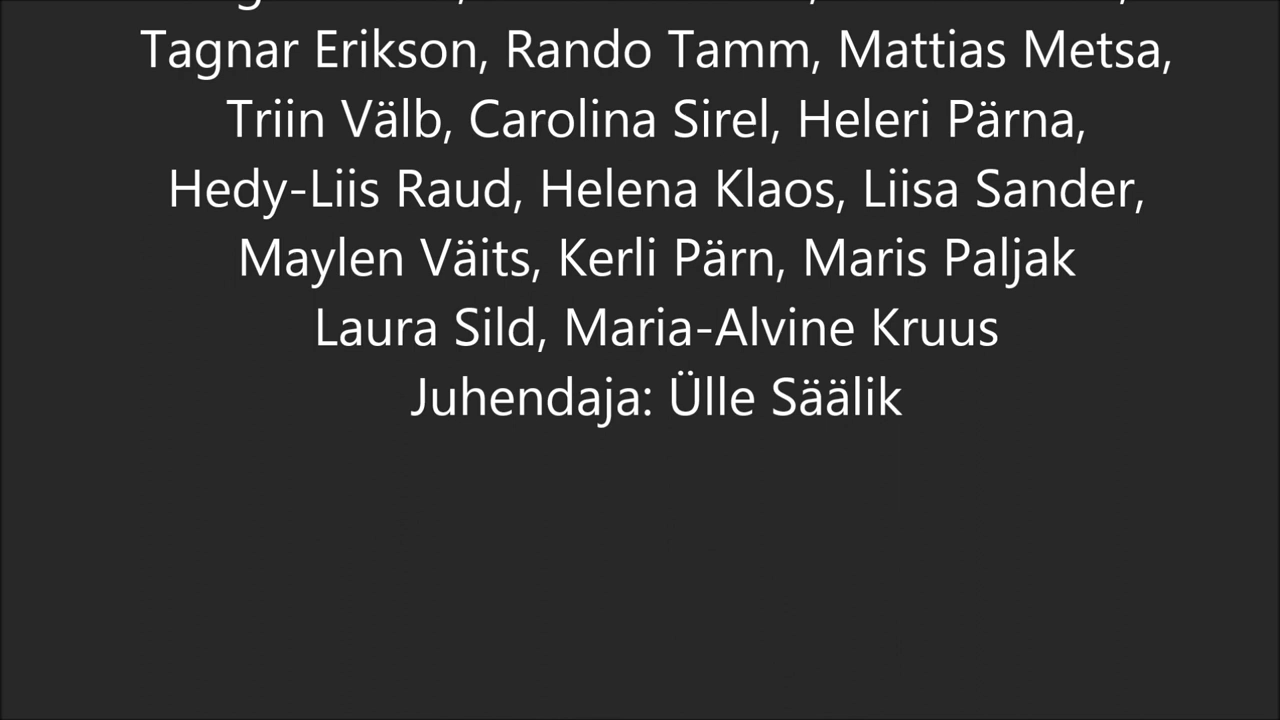 Tagnar Erikson, Rando Tamm, Mattias Metsa,
Triin Välb, Carolina Sirel, Heleri Pärna,
Hedy-Liis Raud, Helena Klaos, Liisa Sander,
Maylen Väits, Kerli Pärn, Maris Paljak
Laura Sild, Maria-Alvine Kruus
Juhendaja: Ülle Säälik